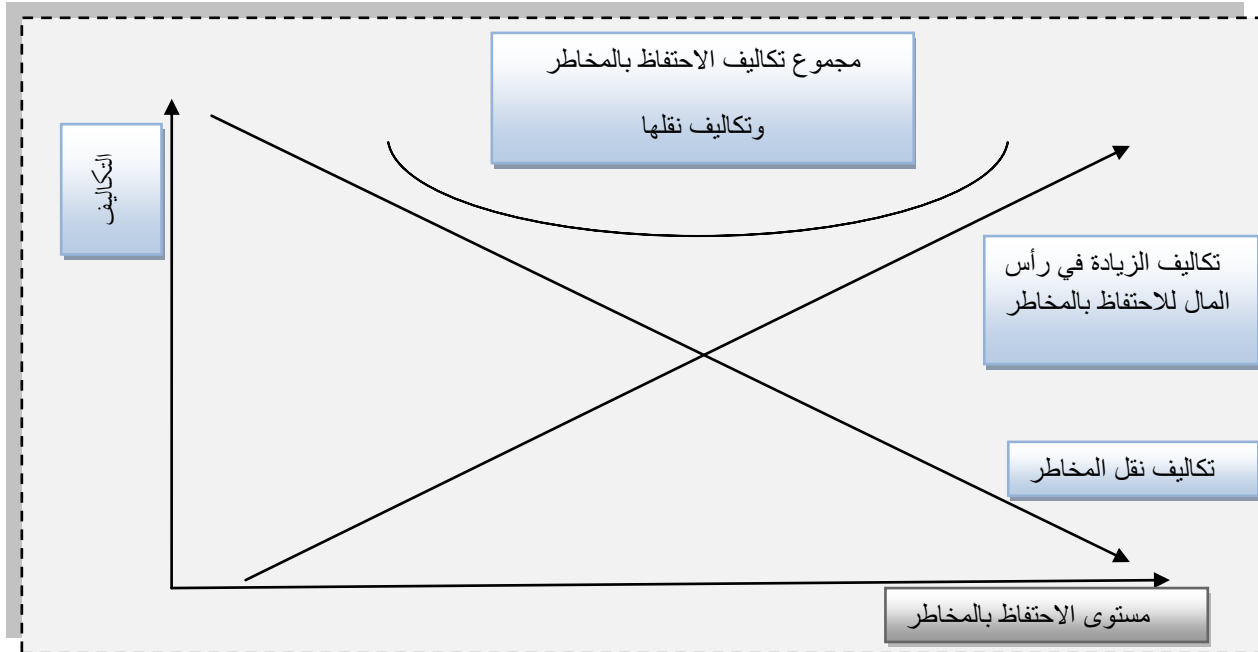 مجموع تكاليف الاحتفاظ بالمخاطر
وتكاليف نقلها
التكاليف
تكاليف الزيادة في رأس
المال للاحتفاظ بالمخاطر
تكاليف نقل المخاطر
مستوى الاحتفاظ بالمخاطر